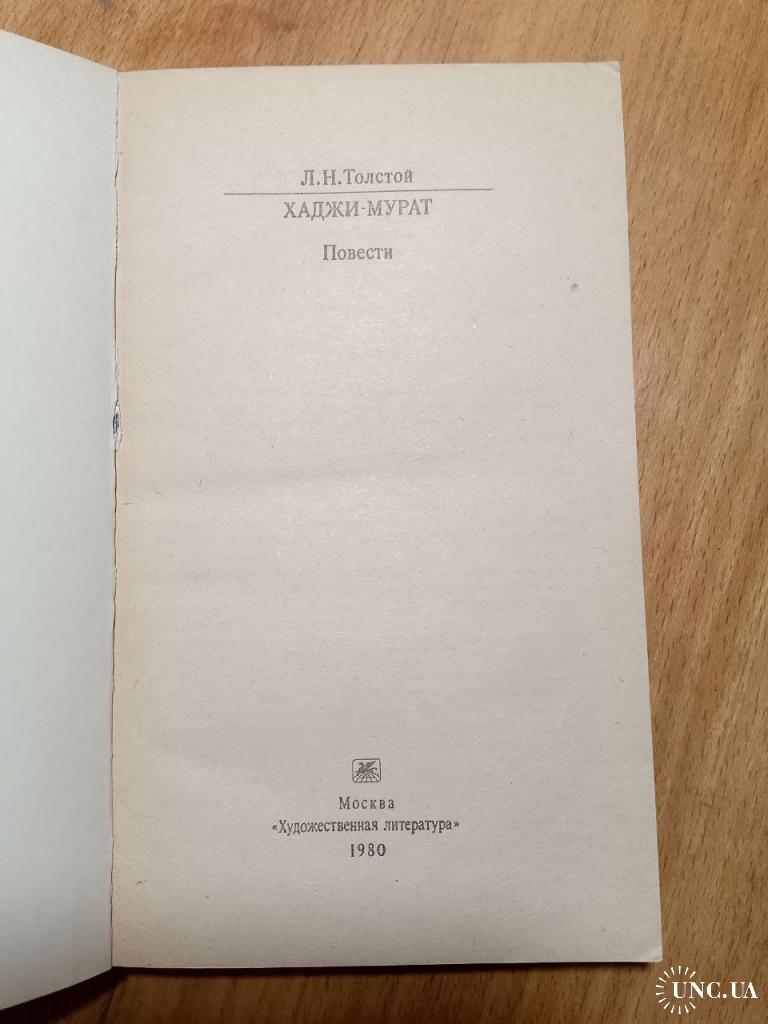 Л.Н.Толстой
ХАДЖИ-МУРАТ
Повести
Москва
«Художественная литература»
1980
UNC.UA